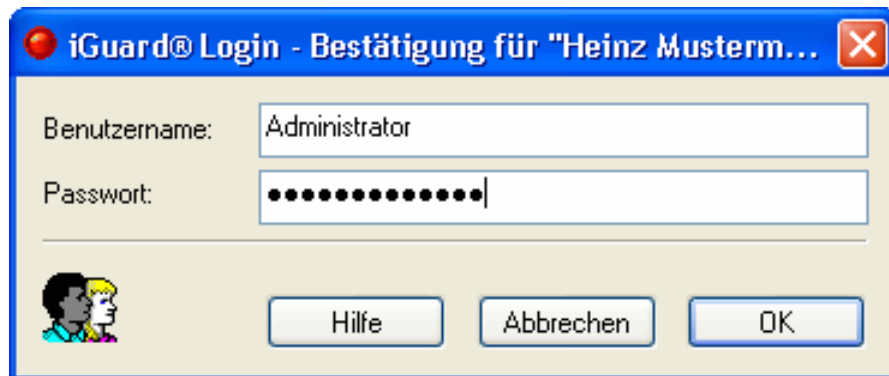 iGuard® Login - Bestätigung für "Heinz Musterm...
Benutzername: Administrator
Passwort: ●●●●●●●●●●●●●
Hilfe Abbrechen OK